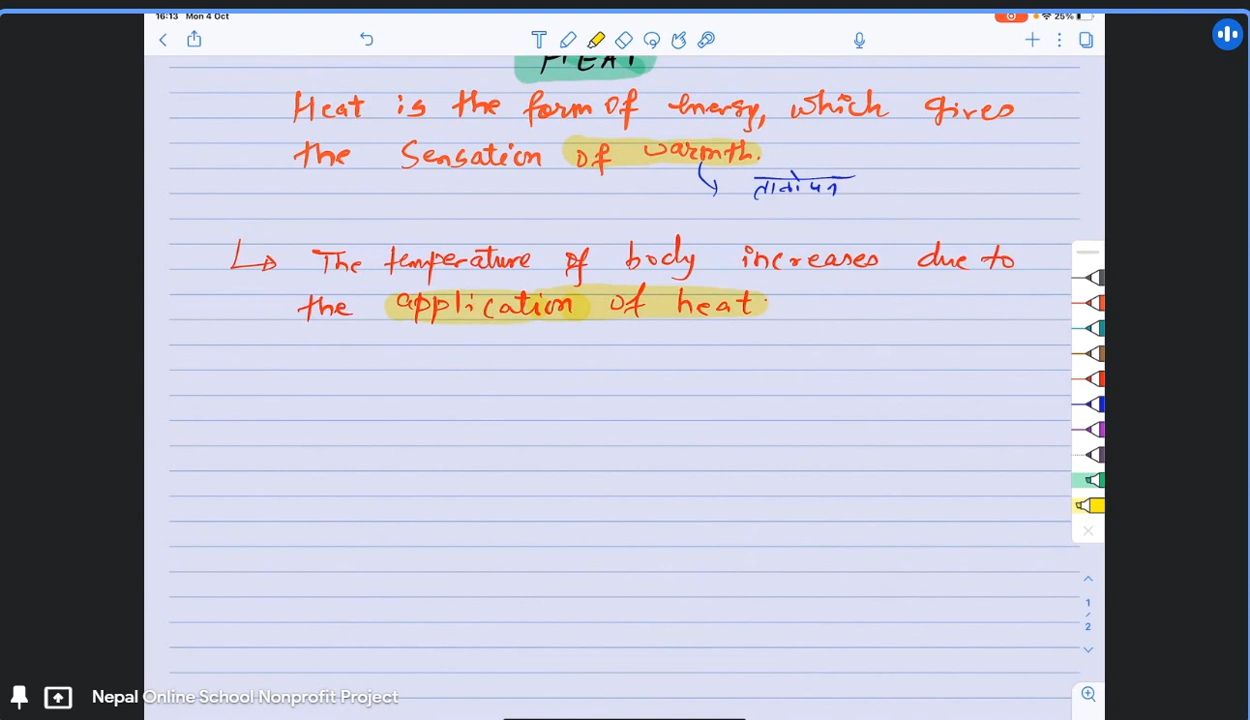 16:13 Mon 4 Oct
25%
HEAT
Heat is the form of energy, which gives
the sensation of warmth.
The temperature of body increases due to
the application of heat.
1
/
2
Nepal Online School Nonprofit Project